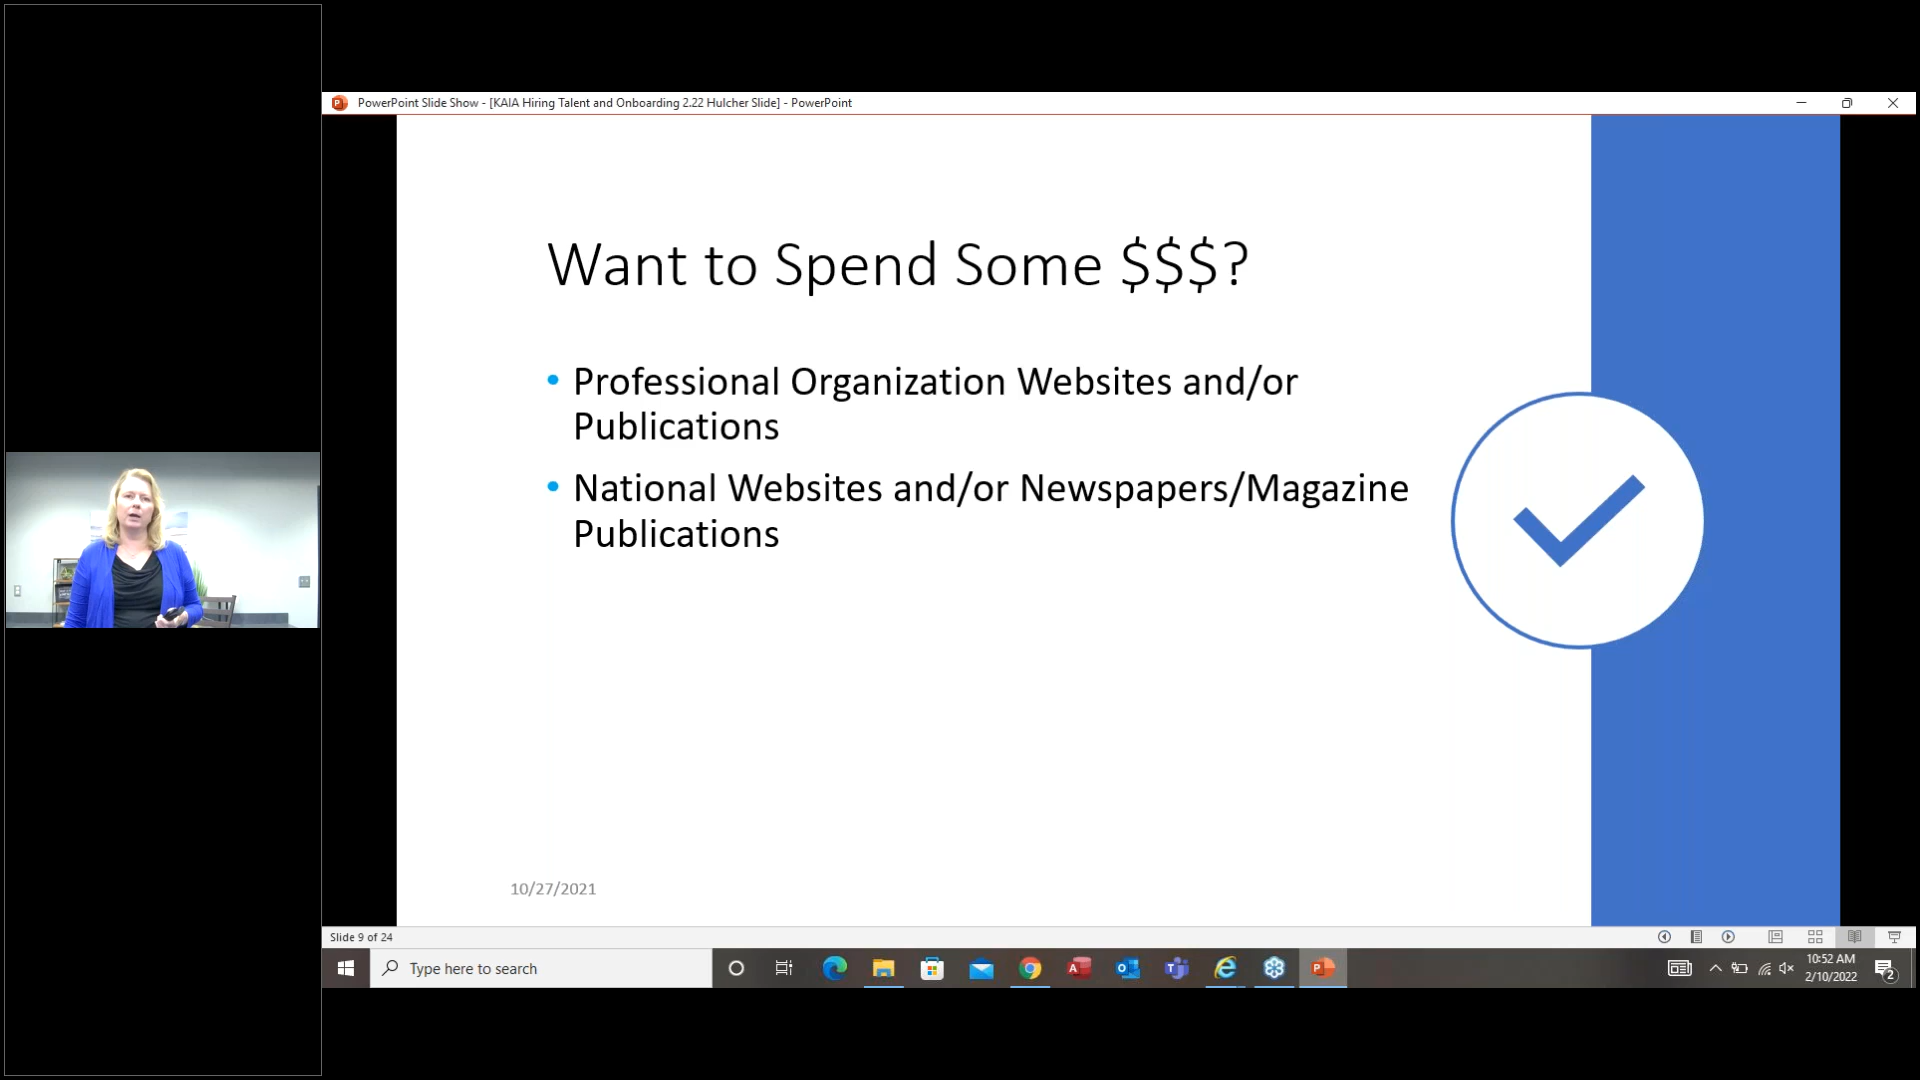 PowerPoint Slide Show - [KAIA Hiring Talent and Onboarding 2.22 Hulcher Slide] - PowerPoint
Want to Spend Some $$$?
• Professional Organization Websites and/or
Publications
• National Websites and/or Newspapers/Magazine
Publications
10/27/2021
Slide 9 of 24
Type here to search
10:52 AM
2/10/2022
2